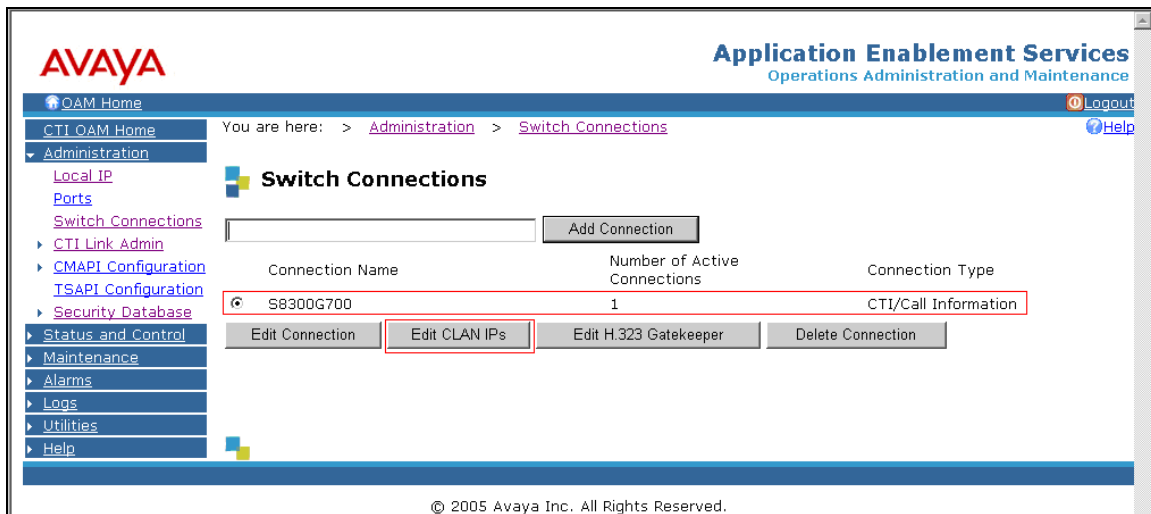 AVAYA
Application Enablement Services
Operations Administration and Maintenance
OAM Home
Logout
CTI OAM Home
You are here: > Administration > Switch Connections
Help
Administration
Local IP
Ports
Switch Connections
CTI Link Admin
CMAPI Configuration
TSAPI Configuration
Security Database
Status and Control
Maintenance
Alarms
Logs
Utilities
Help
Switch Connections
Add Connection
Connection Name
Number of Active
Connections
Connection Type
S8300G700 1 CTI/Call Information
Edit Connection Edit CLAN IPs Edit H.323 Gatekeeper Delete Connection
© 2005 Avaya Inc. All Rights Reserved.